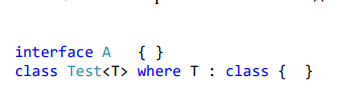 interface A   { }
class Test<T> where T : class {  }